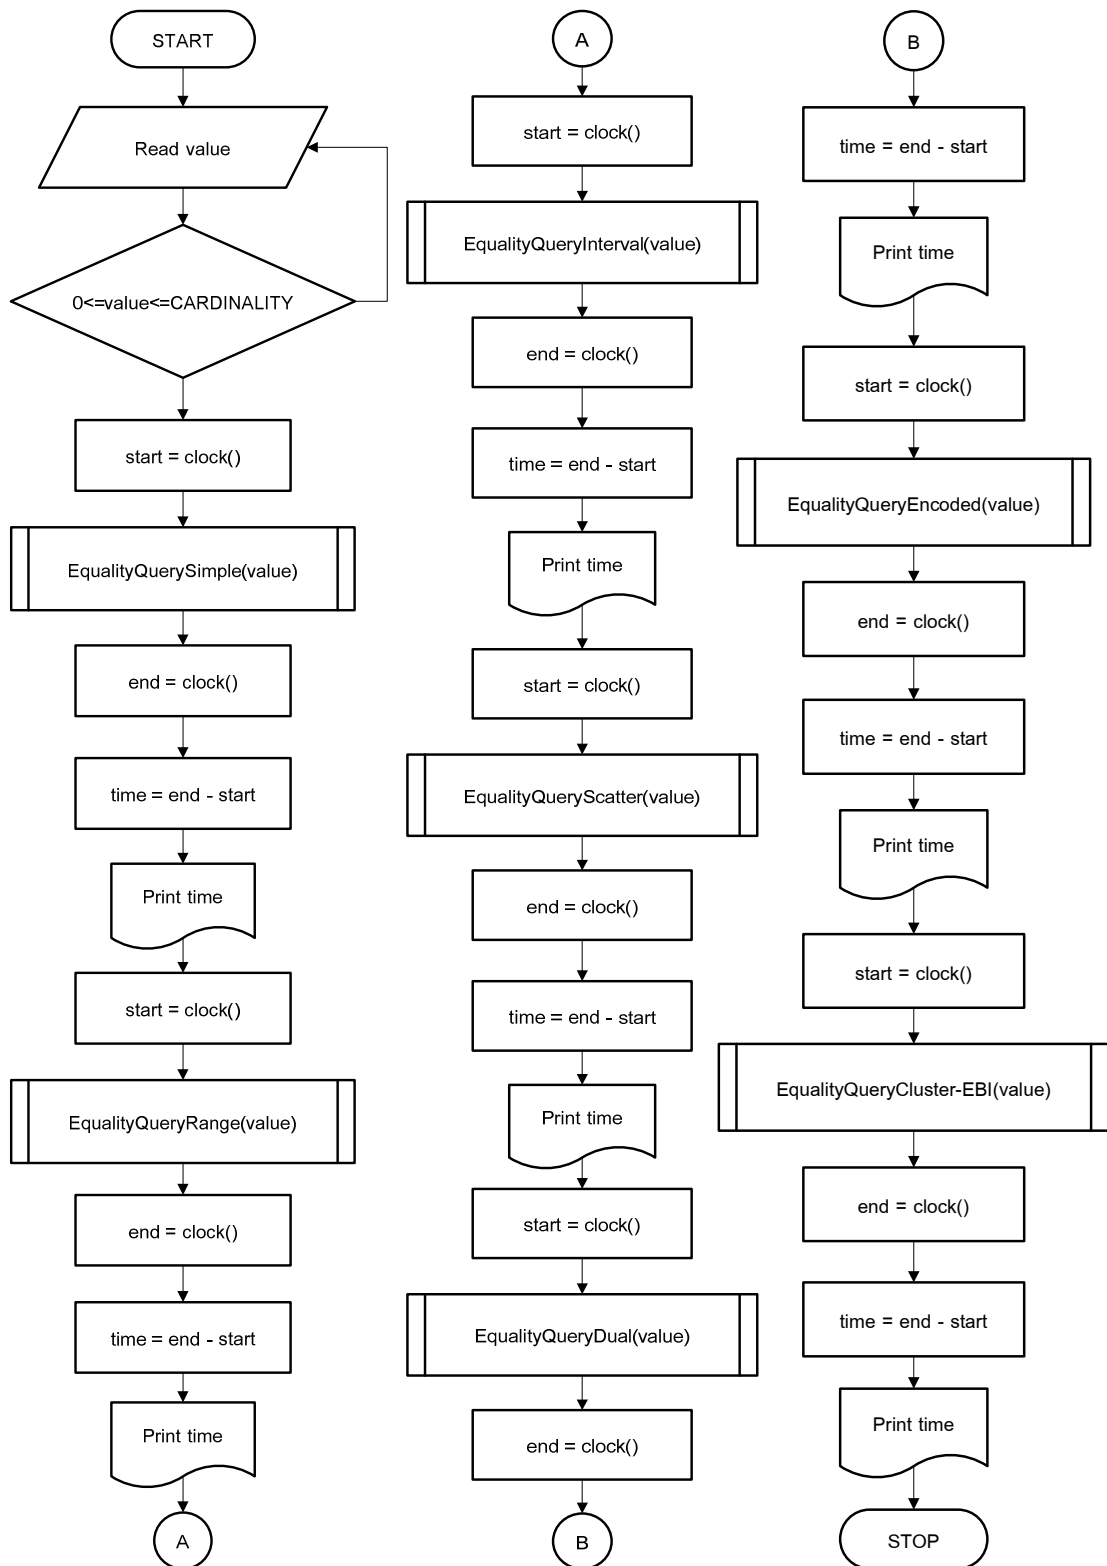 START
Read value
0<=value<=CARDINALITY
start = clock()
EqualityQuerySimple(value)
end = clock()
time = end - start
Print time
start = clock()
EqualityQueryRange(value)
end = clock()
time = end - start
Print time
A
A
start = clock()
EqualityQueryInterval(value)
end = clock()
time = end - start
Print time
start = clock()
EqualityQueryScatter(value)
end = clock()
time = end - start
Print time
start = clock()
EqualityQueryDual(value)
end = clock()
B
B
time = end - start
Print time
start = clock()
EqualityQueryEncoded(value)
end = clock()
time = end - start
Print time
start = clock()
EqualityQueryCluster-EBI(value)
end = clock()
time = end - start
Print time
STOP